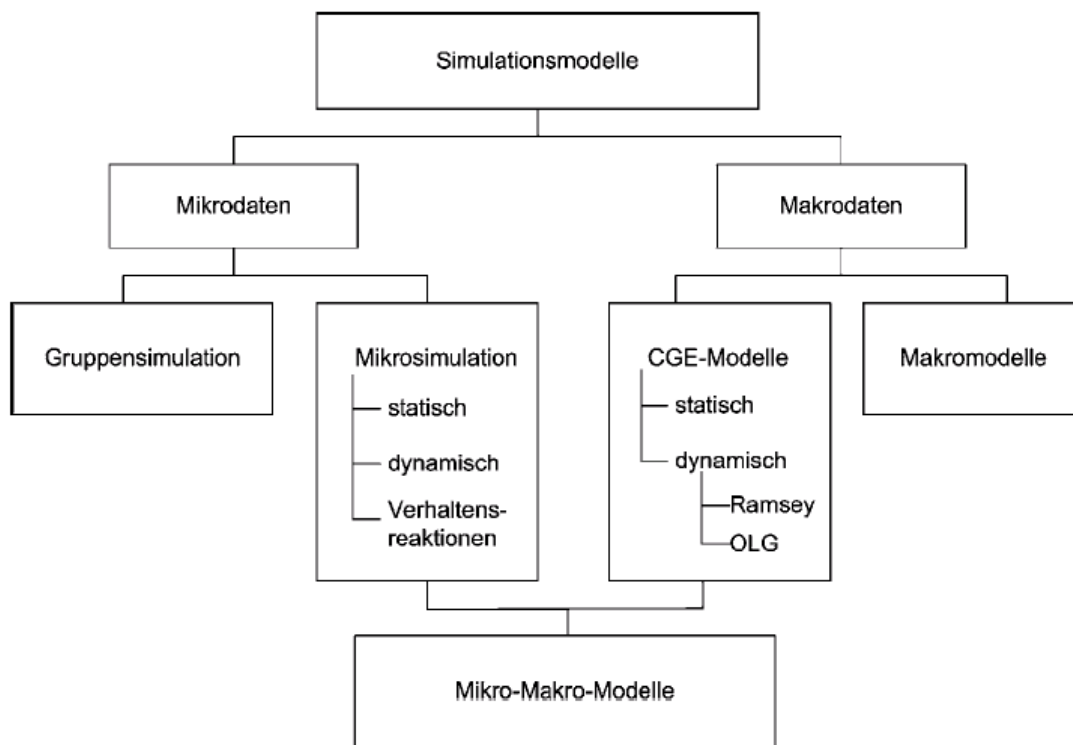 Simulationsmodelle
Mikrodaten
Makrodaten
Gruppensimulation
Mikrosimulation
statisch
dynamisch
Verhaltens-
reaktionen
CGE-Modelle
statisch
dynamisch
Ramsey
OLG
Makromodelle
Mikro-Makro-Modelle